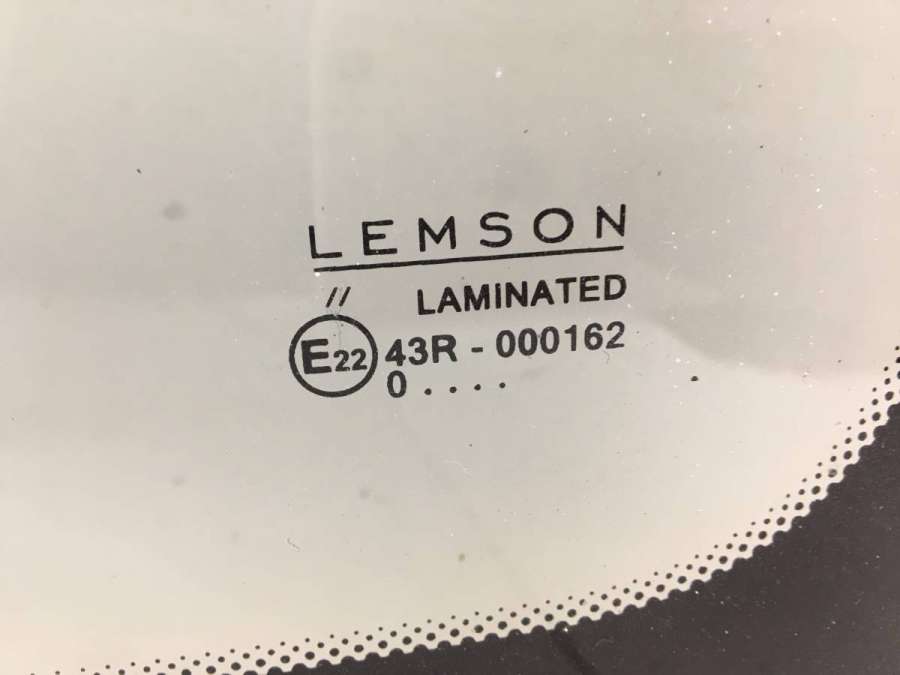 LEMSON
// LAMINATED
E22 43R - 000162
0 . . . .